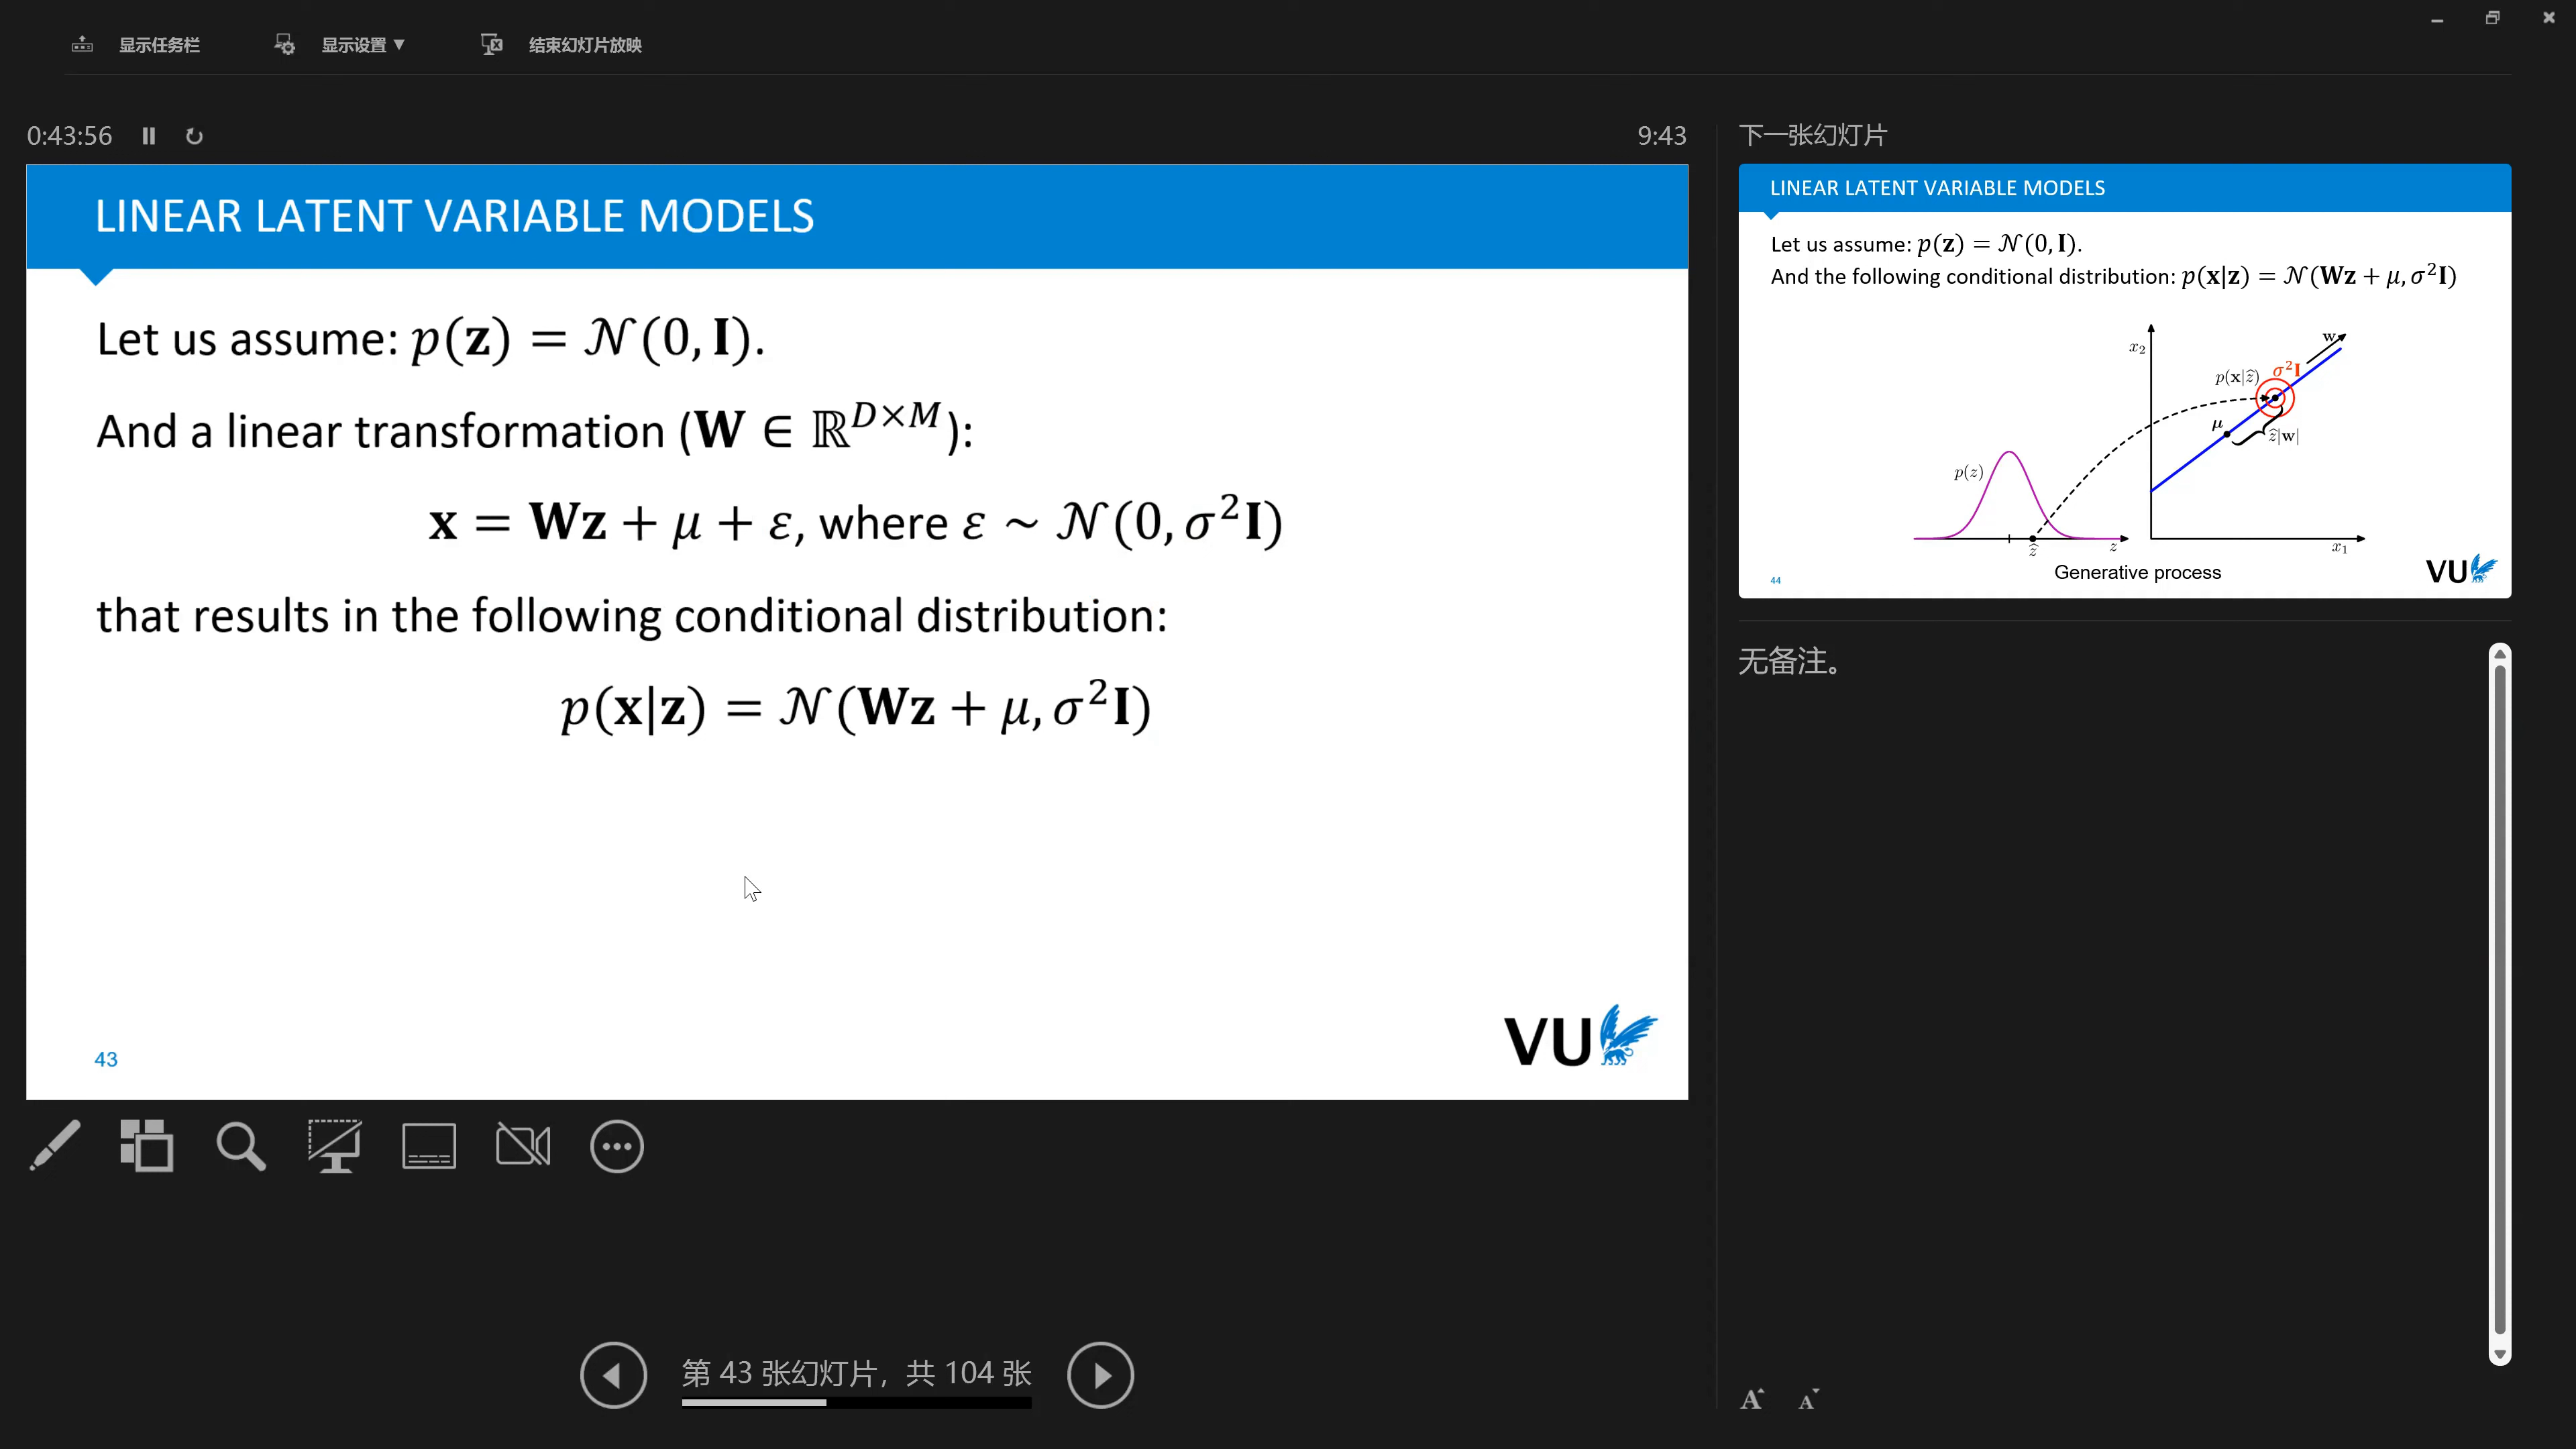 显示任务栏
显示设置 ▼
结束幻灯片放映
0:43:56
9:43
LINEAR LATENT VARIABLE MODELS
Let us assume: p(𝐳) = 𝒩(0, 𝐈).
And a linear transformation (𝐖 ∈ ℝ^{D×M}):
𝐱 = 𝐖𝐳 + μ + ε, where ε ~ 𝒩(0, σ²𝐈)
that results in the following conditional distribution:
p(𝐱|𝐳) = 𝒩(𝐖𝐳 + μ, σ²𝐈)
43
VU
第 43 张幻灯片，共 104 张
下一张幻灯片
LINEAR LATENT VARIABLE MODELS
Let us assume: p(𝐳) = 𝒩(0, 𝐈).
And the following conditional distribution: p(𝐱|𝐳) = 𝒩(𝐖𝐳 + μ, σ²𝐈)
w
x₂
σ²𝐈
p(𝐱|ẑ)
μ
ẑ|𝐰|
p(z)
ẑ
z
x₁
Generative process
44
VU
无备注。
A
A